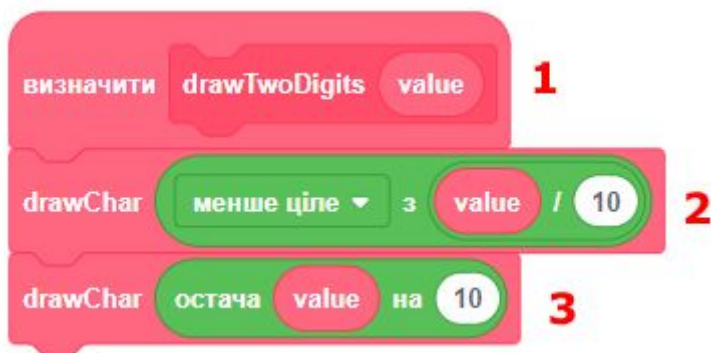 визначити drawTwoDigits value 1
drawChar менше ціле з value / 10 2
drawChar остача value на 10 3